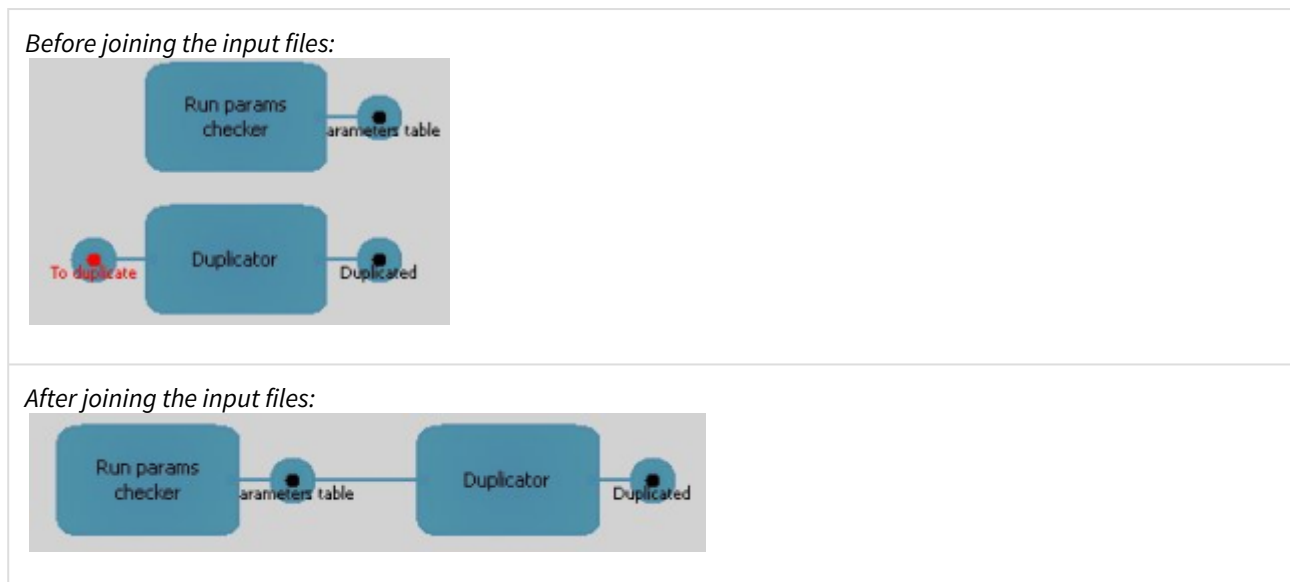 Before joining the input files:
Run params
checker
arameters table
To duplicate
Duplicator
Duplicated
After joining the input files:
Run params
checker
arameters table
Duplicator
Duplicated